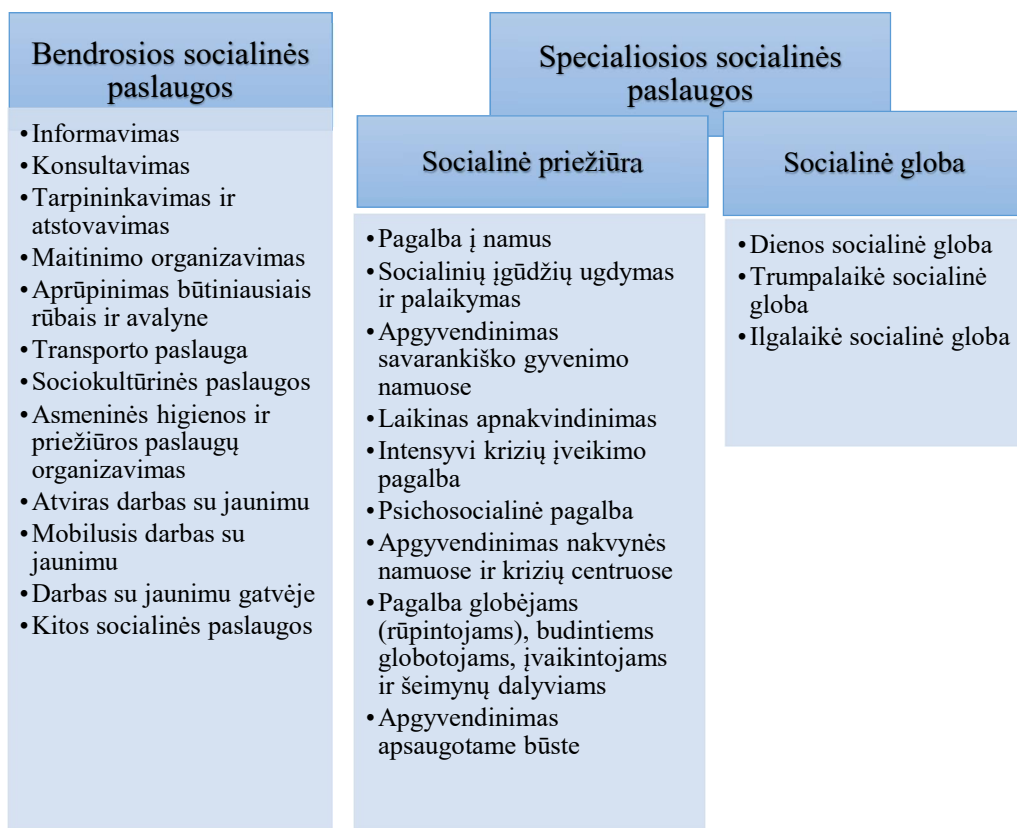 Bendrosios socialinės
paslaugos
•Informavimas
•Konsultavimas
•Tarpininkavimas ir
atstovavimas
•Maitinimo organizavimas
•Aprūpinimas būtiniausiais
rūbais ir avalyne
•Transporto paslauga
•Sociokultūrinės paslaugos
•Asmeninės higienos ir
priežiūros paslaugų
organizavimas
•Atviras darbas su jaunimu
•Mobilusis darbas su
jaunimu
•Darbas su jaunimu gatvėje
•Kitos socialinės paslaugos
Specialiosios socialinės
paslaugos
Socialinė priežiūra
•Pagalba į namus
•Socialinių įgūdžių ugdymas
ir palaikymas
•Apgyvendinimas
savarankiško gyvenimo
namuose
•Laikinas apnakvindinimas
•Intensyvi krizių įveikimo
pagalba
•Psichosocialinė pagalba
•Apgyvendinimas nakvynės
namuose ir krizių centruose
•Pagalba globėjams
(rūpintojams), budintiems
globotojams, įvaikintojams
ir šeimynų dalyviams
•Apgyvendinimas
apsaugotame būste
Socialinė globa
•Dienos socialinė globa
•Trumpalaikė socialinė
globa
•Ilgalaikė socialinė globa